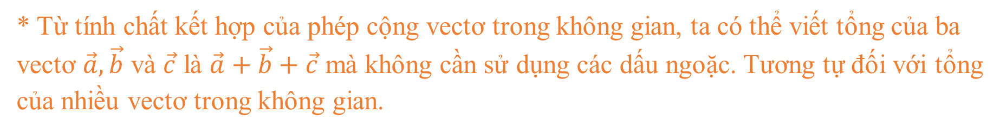 * Từ tính chất kết hợp của phép cộng vectơ trong không gian, ta có thể viết tổng của ba
vectơ $\vec{a}, \vec{b}$ và $\vec{c}$ là $\vec{a} + \vec{b} + \vec{c}$ mà không cần sử dụng các dấu ngoặc. Tương tự đối với tổng
của nhiều vectơ trong không gian.